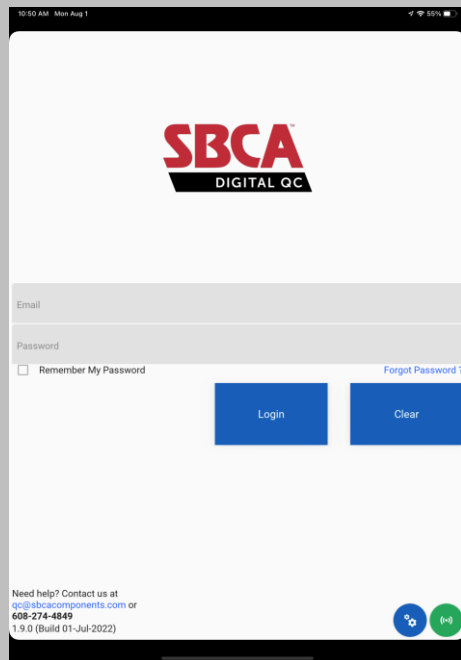 10:50 AM Mon Aug 1
55%
SBCA™
DIGITAL QC
Email
Password
Remember My Password
Forgot Password ?
Login
Clear
Need help? Contact us at
qc@sbcacomponents.com or
608-274-4849
1.9.0 (Build 01-Jul-2022)